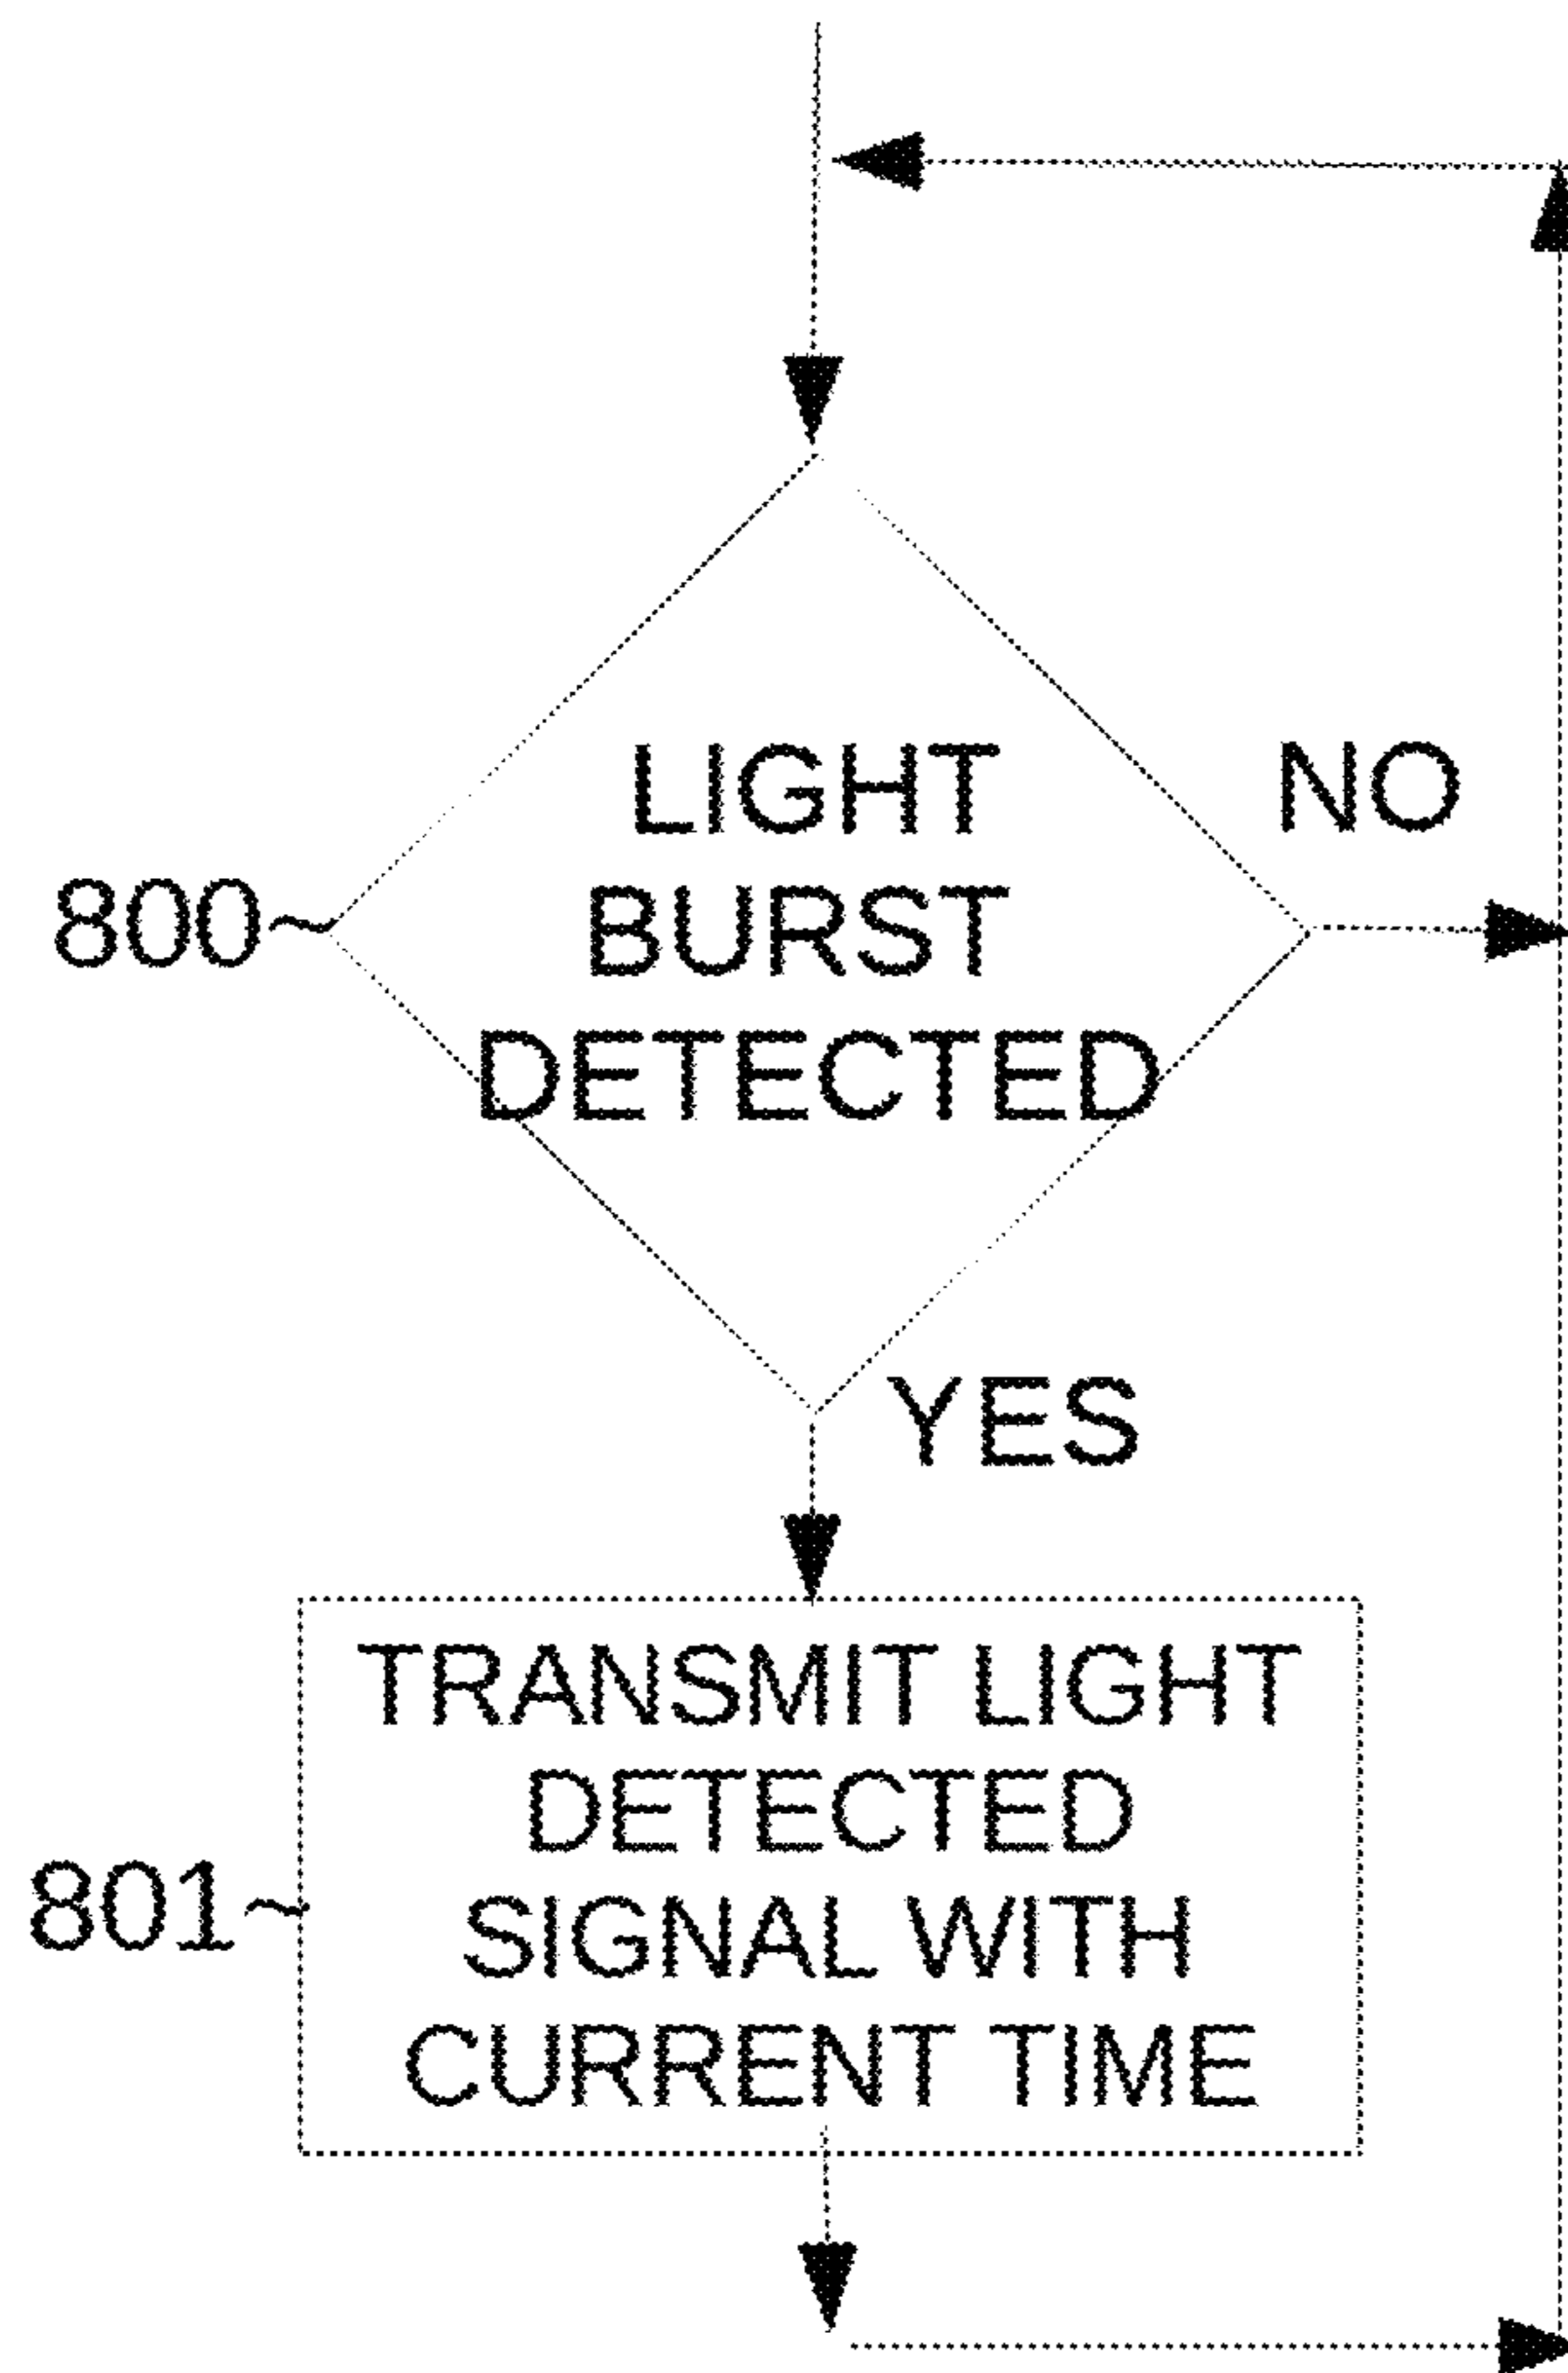 LIGHT
NO
800~
BURST
DETECTED
YES
TRANSMIT LIGHT
DETECTED
801~
SIGNAL WITH
CURRENT TIME